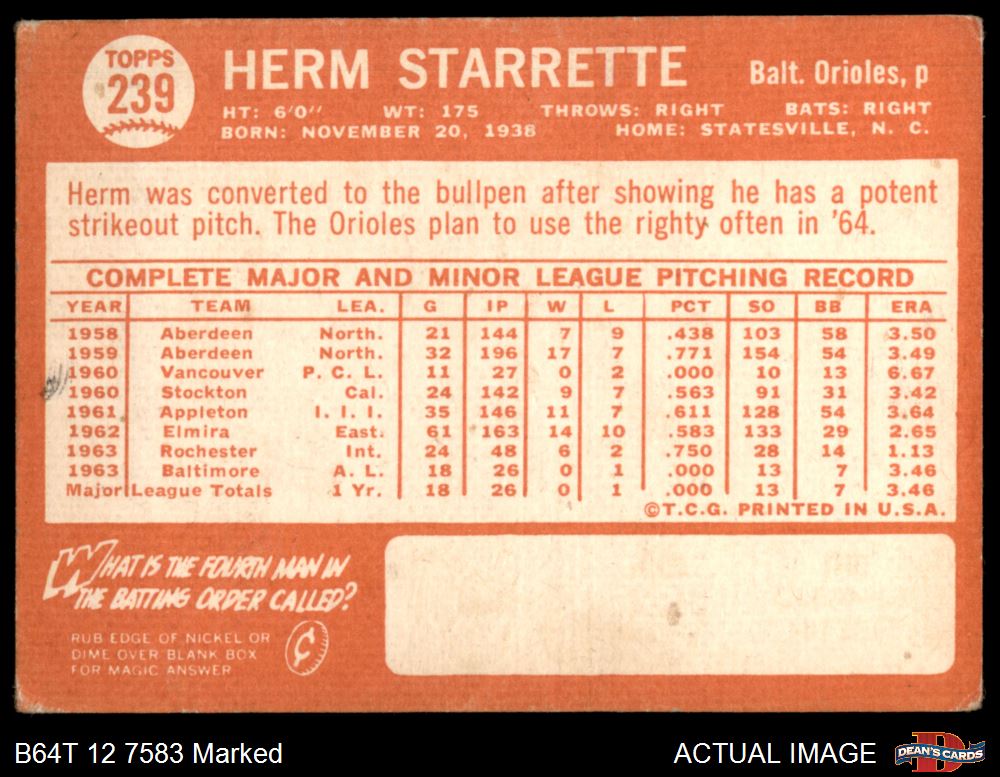 TOPPS
239
HERM STARRETTE Balt. Orioles, p
HT: 6'0" WT: 175 THROWS: RIGHT BATS: RIGHT
BORN: NOVEMBER 20, 1938 HOME: STATESVILLE, N. C.
Herm was converted to the bullpen after showing he has a potent
strikeout pitch. The Orioles plan to use the righty often in '64.
COMPLETE MAJOR AND MINOR LEAGUE PITCHING RECORD
YEAR TEAM LEA. G IP W L PCT SO BB ERA
1958 Aberdeen North. 21 144 7 9 .438 103 58 3.50
1959 Aberdeen North. 32 196 17 7 .771 154 54 3.49
1960 Vancouver P. C. L. 11 27 0 2 .000 10 13 6.67
1960 Stockton Cal. 24 142 9 7 .563 91 31 3.42
1961 Appleton I. I. I. 35 146 11 7 .611 128 54 3.64
1962 Elmira East. 61 163 14 10 .583 133 29 2.65
1963 Rochester Int. 24 48 6 2 .750 28 14 1.13
1963 Baltimore A. L. 18 26 0 1 .000 13 7 3.46
Major League Totals 1 Yr. 18 26 0 1 .000 13 7 3.46
©T.C.G. PRINTED IN U.S.A.
WHAT IS THE FOURTH MAN IN
THE BATTING ORDER CALLED?
RUB EDGE OF NICKEL OR
DIME OVER BLANK BOX
FOR MAGIC ANSWER
¢
B64T 12 7583 Marked ACTUAL IMAGE DEAN'S CARDS